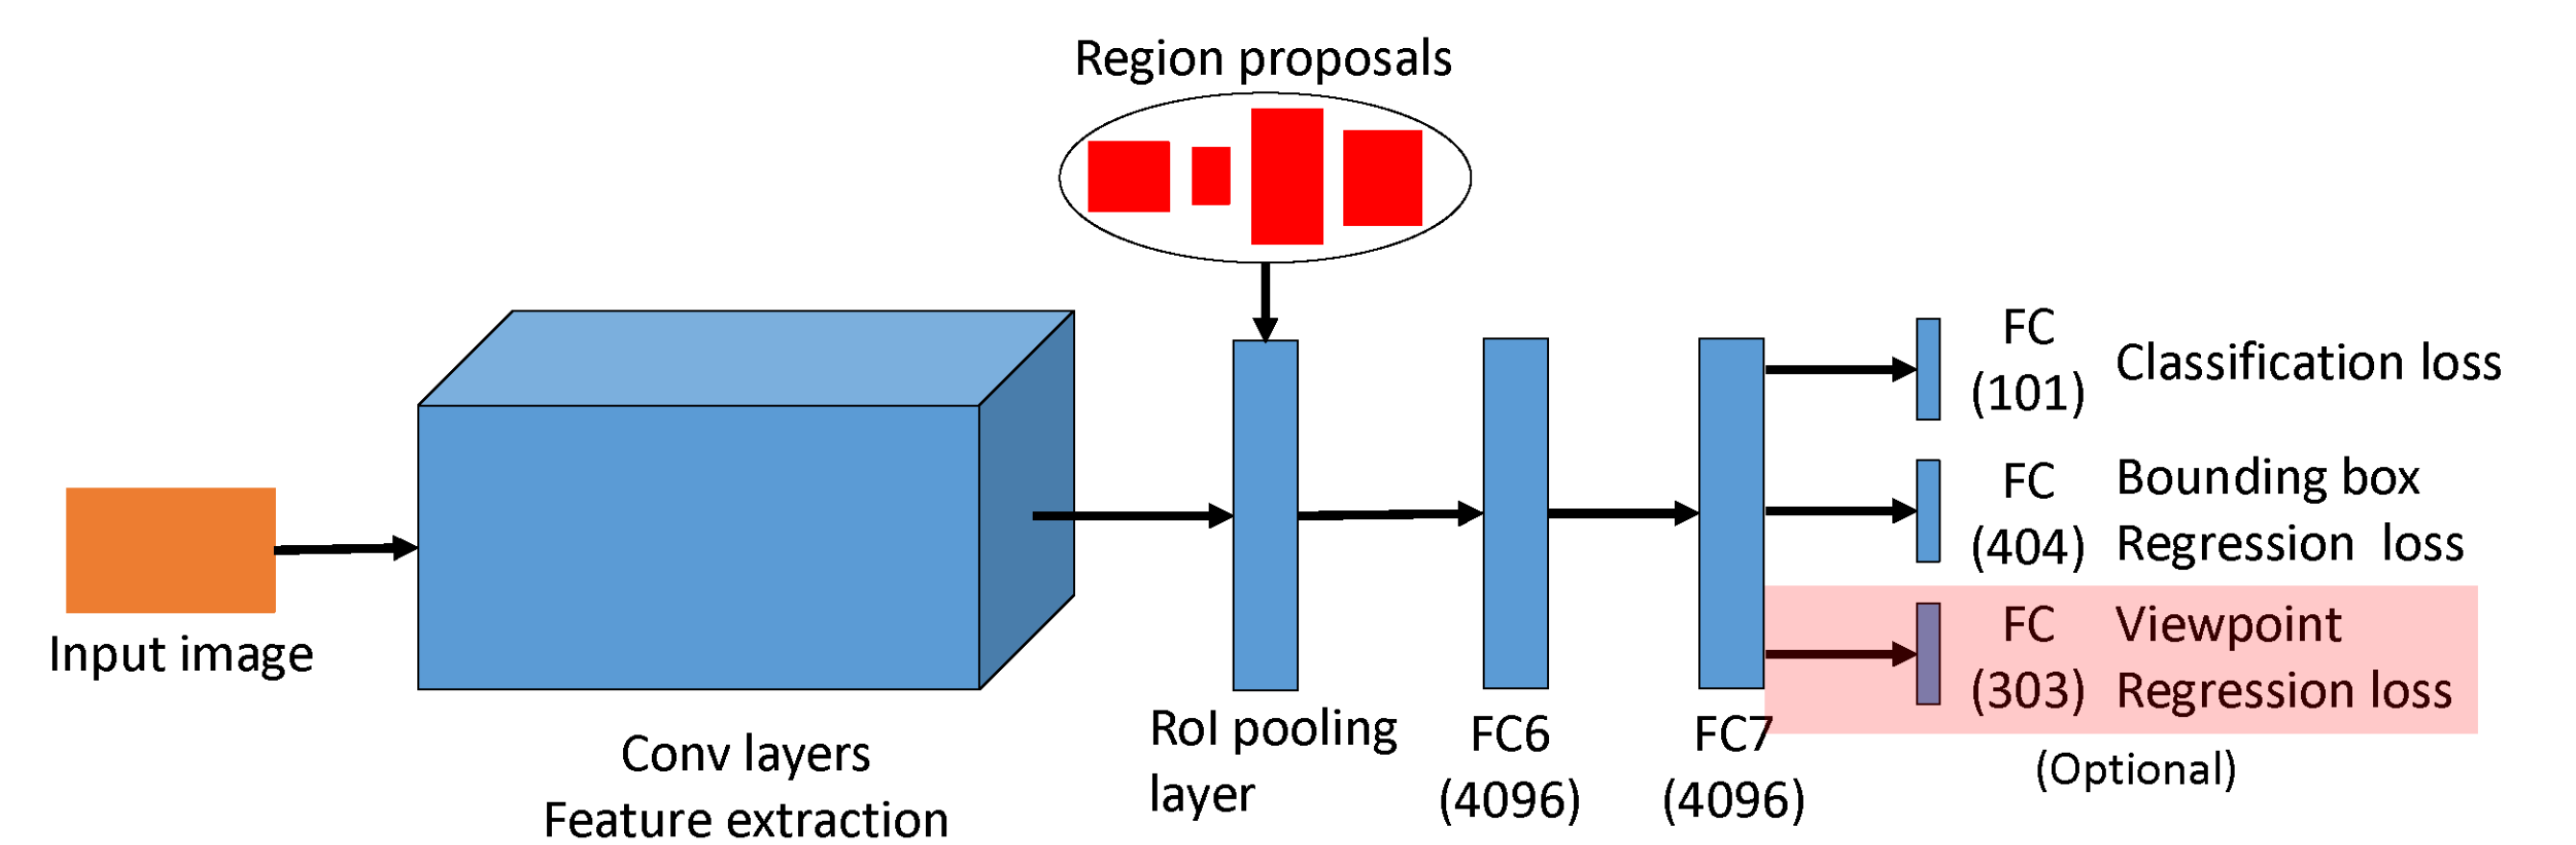 Region proposals
Input image
Conv layers
Feature extraction
RoI pooling
layer
FC6
(4096)
FC7
(4096)
FC
(101)
Classification loss
FC
(404)
Bounding box
Regression loss
FC
(303)
Viewpoint
Regression loss
(Optional)